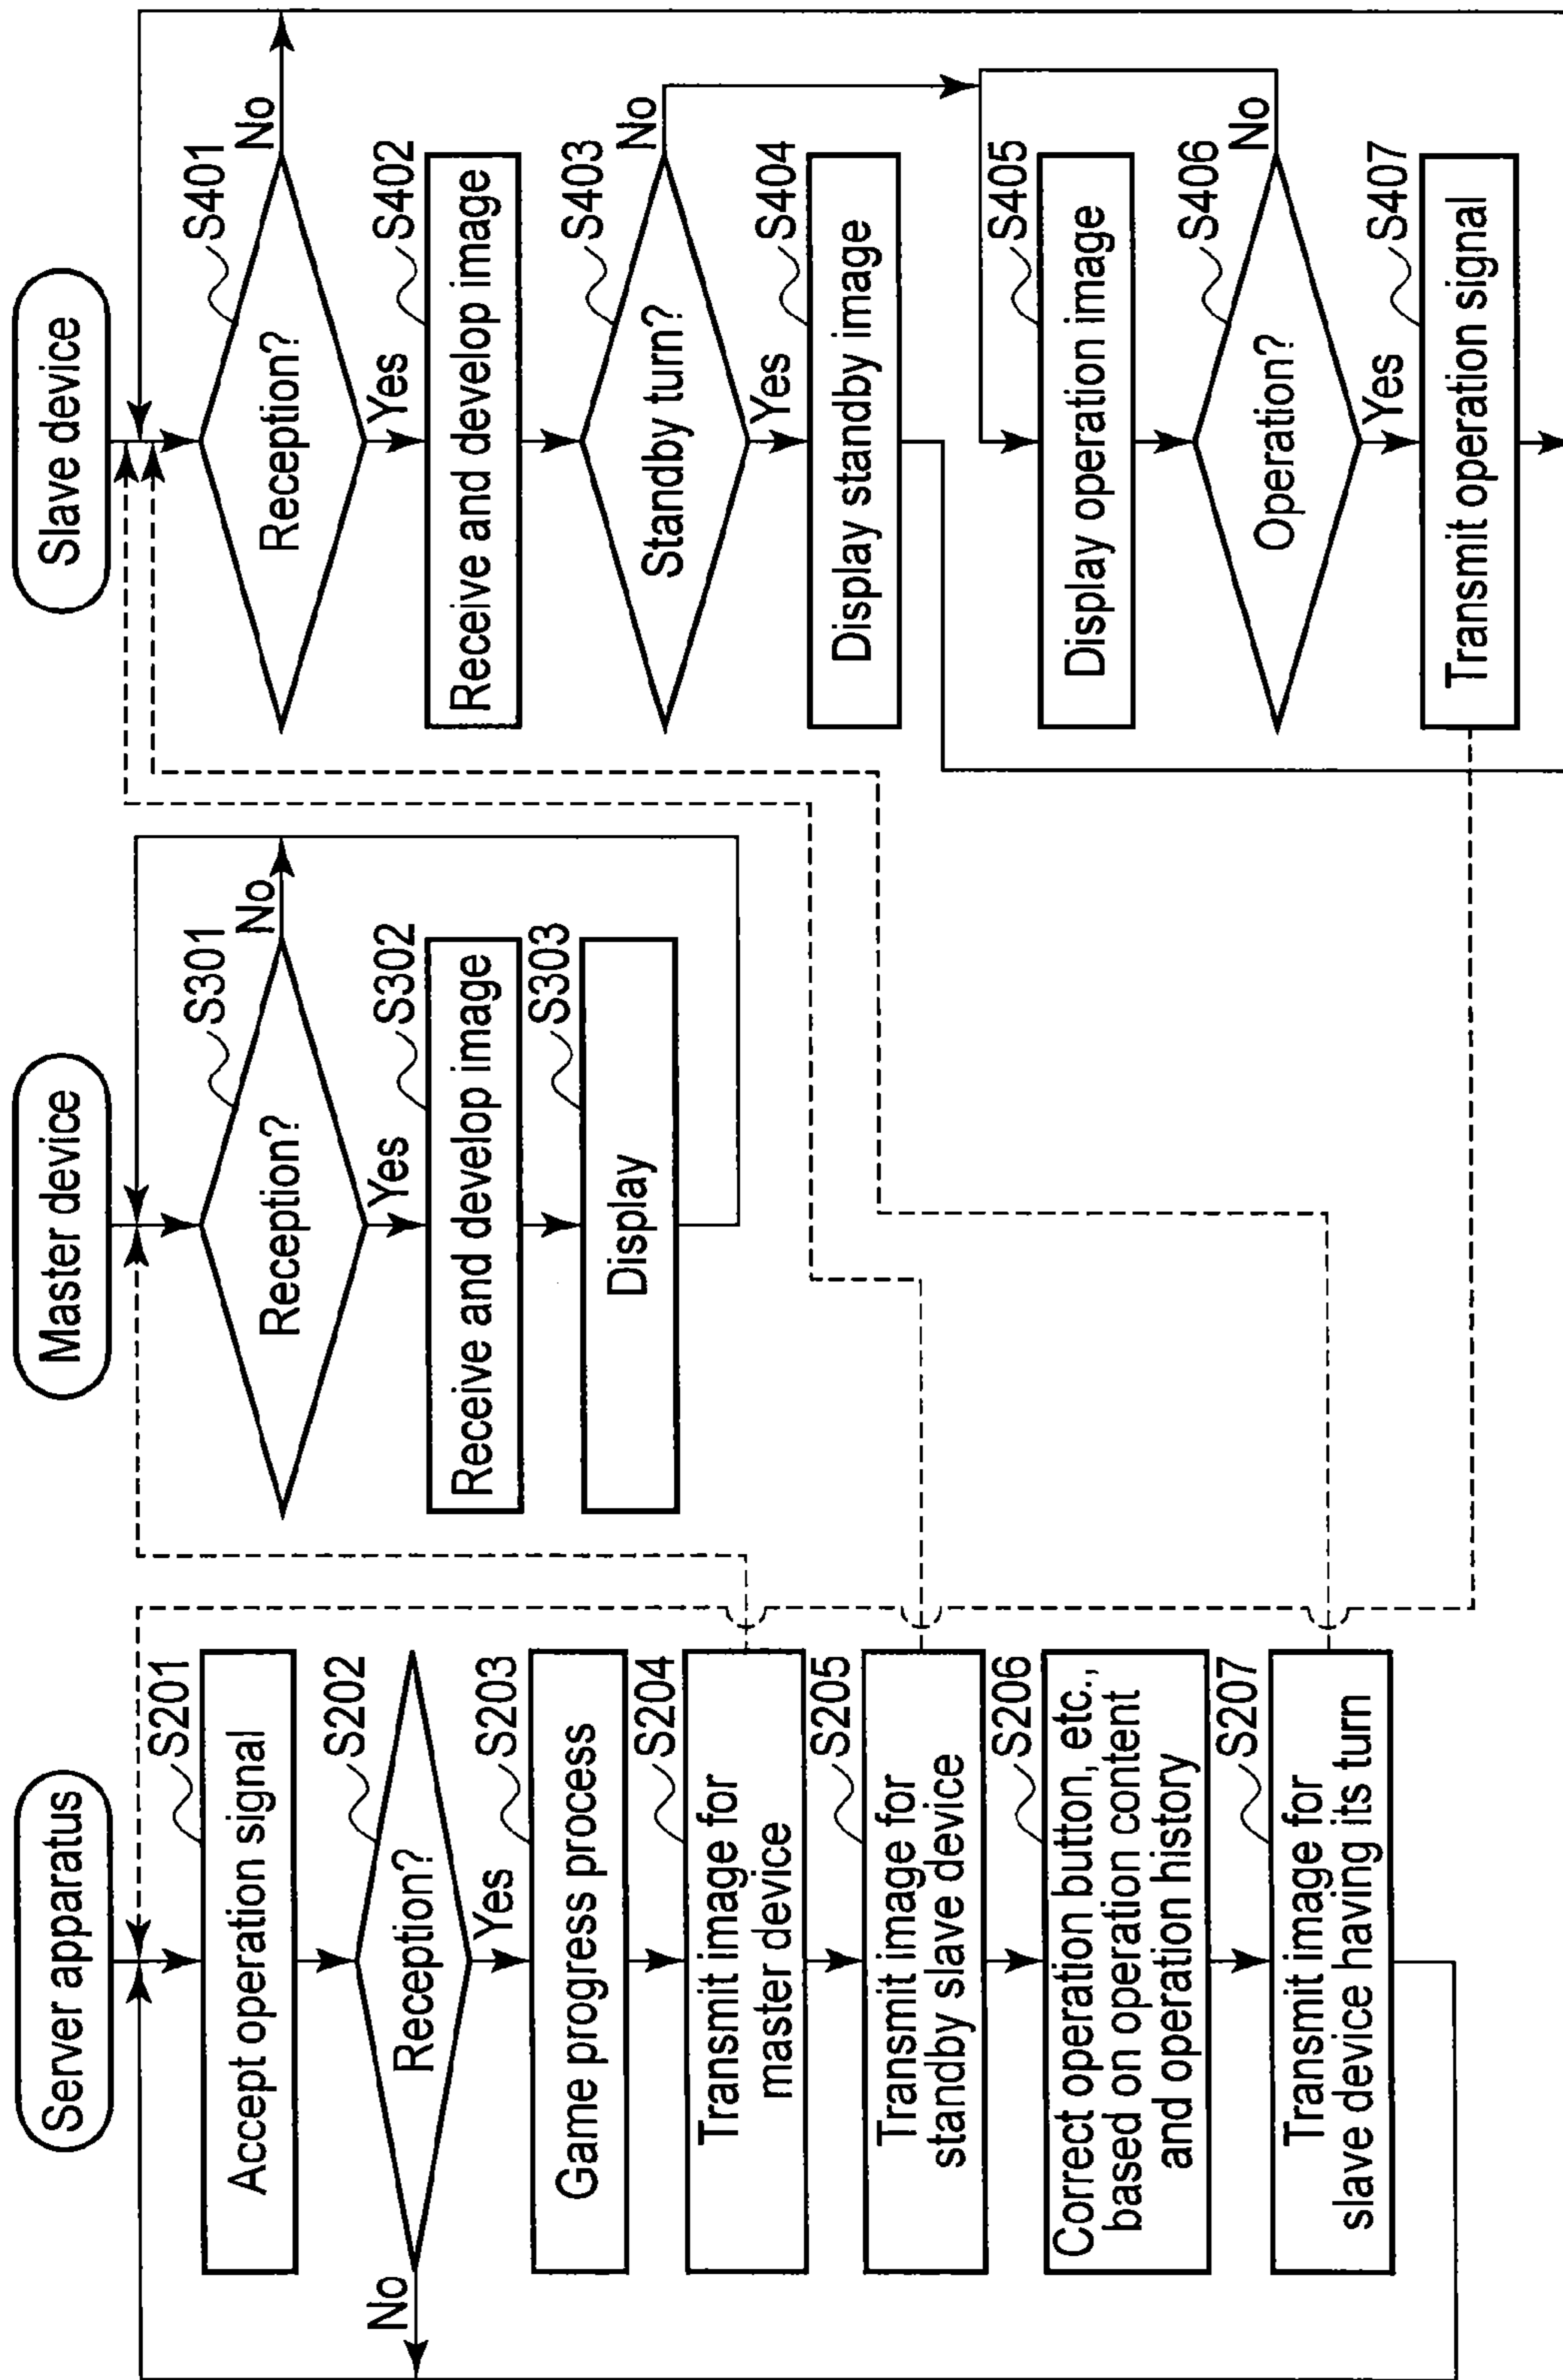 Server apparatus
S201
Accept operation signal
S202
Reception?
No
Yes
S203
Game progress process
S204
Transmit image for
master device
S205
Transmit image for
standby slave device
S206
Correct operation button, etc.,
based on operation content
and operation history
S207
Transmit image for
slave device having its turn
Master device
S301
Reception?
No
Yes
S302
Receive and develop image
S303
Display
Slave device
S401
Reception?
No
Yes
S402
Receive and develop image
S403
Standby turn?
No
Yes
S404
Display standby image
S405
Display operation image
S406
Operation?
No
Yes
S407
Transmit operation signal